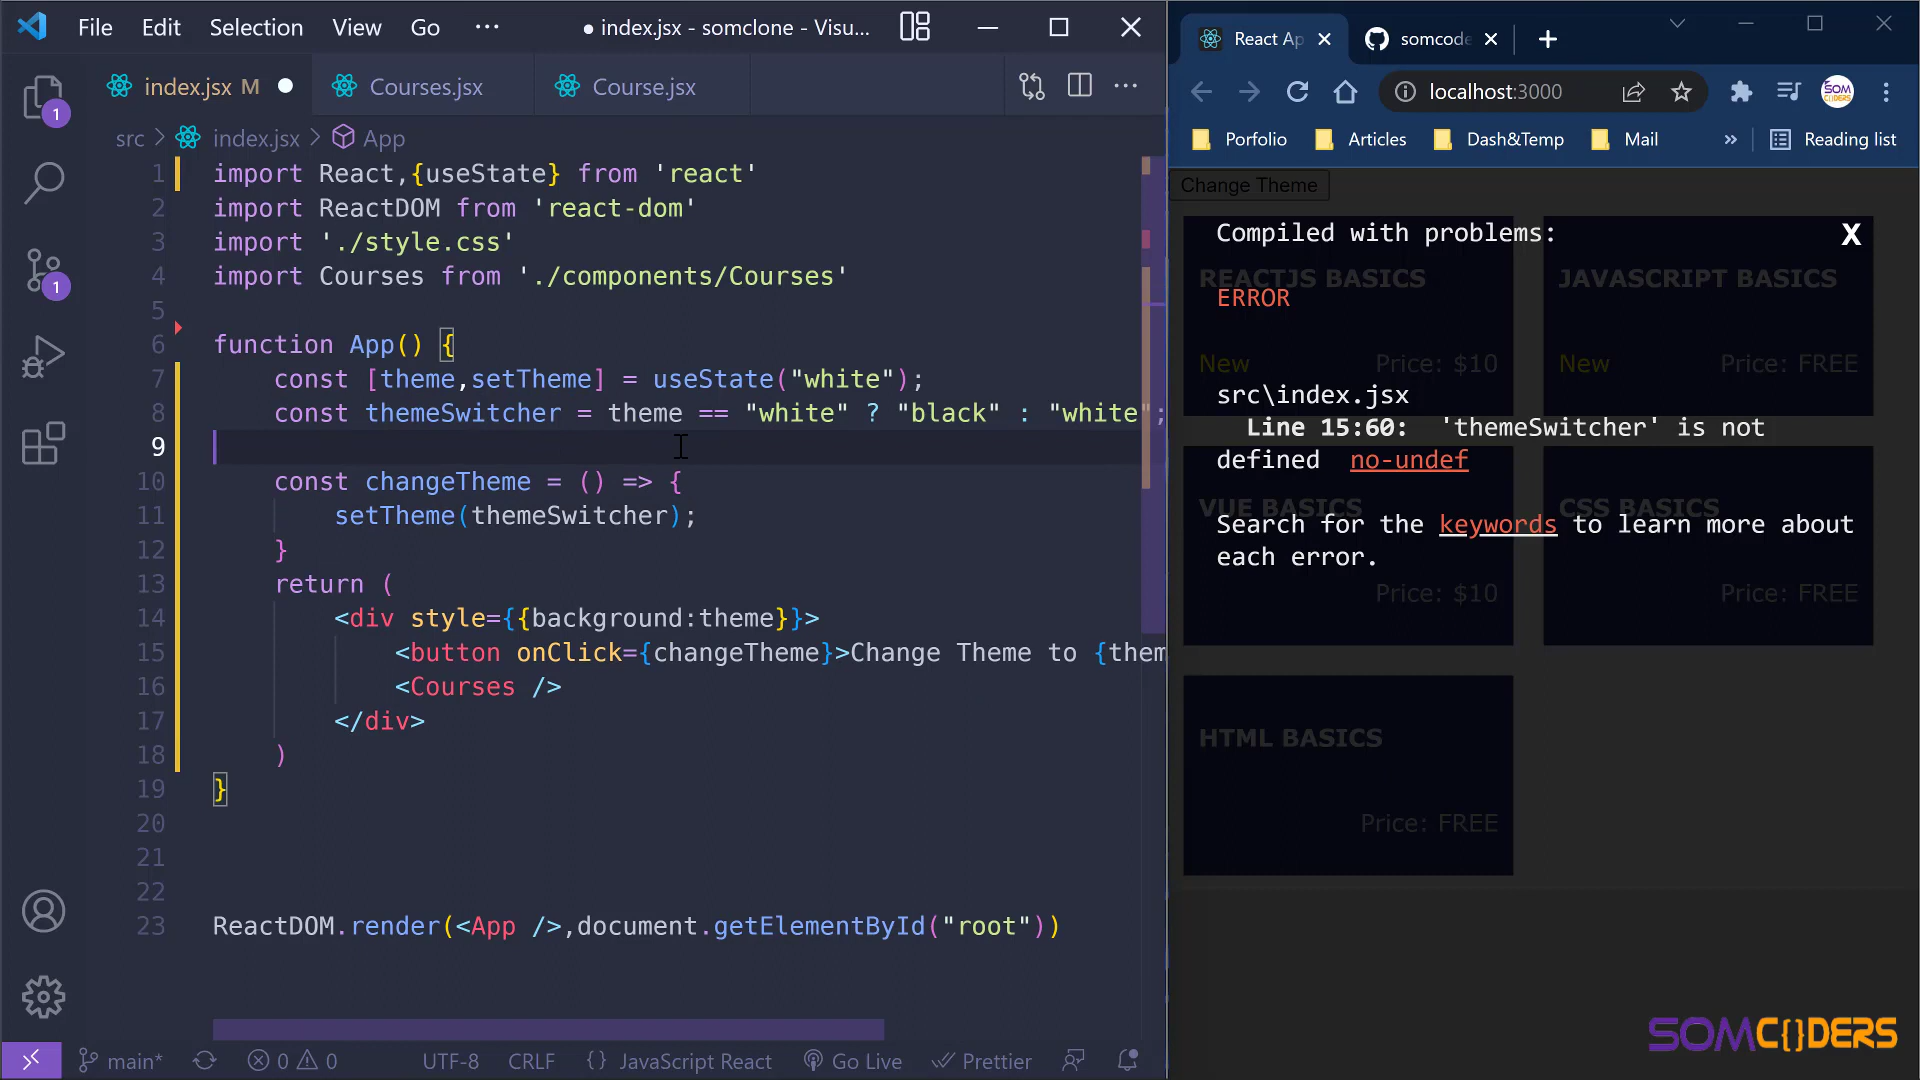 File Edit Selection View Go ··· ● index.jsx - somclone - Visu...
index.jsx M ● Courses.jsx Course.jsx
src > index.jsx > App
1 import React,{useState} from 'react'
2 import ReactDOM from 'react-dom'
3 import './style.css'
4 import Courses from './components/Courses'
5
6 function App() {
7 const [theme,setTheme] = useState("white");
8 const themeSwitcher = theme == "white" ? "black" : "white";
9
10 const changeTheme = () => {
11 setTheme(themeSwitcher);
12 }
13 return (
14 <div style={{background:theme}}>
15 <button onClick={changeTheme}>Change Theme to {them
16 <Courses />
17 </div>
18 )
19 }
20
21
22
23 ReactDOM.render(<App />,document.getElementById("root"))
1
1
main* 0 0 UTF-8 CRLF {} JavaScript React Go Live Prettier
React Ap somcode
localhost:3000
SOM
C{}DERS
Porfolio Articles Dash&Temp Mail » Reading list
Change Theme
Compiled with problems: X
REACTJS BASICS JAVASCRIPT BASICS
ERROR
New Price: $10 New Price: FREE
src\index.jsx
Line 15:60: 'themeSwitcher' is not
defined no-undef
VUE BASICS CSS BASICS
Search for the keywords to learn more about
each error.
Price: $10 Price: FREE
HTML BASICS
Price: FREE
SOMC{}DERS